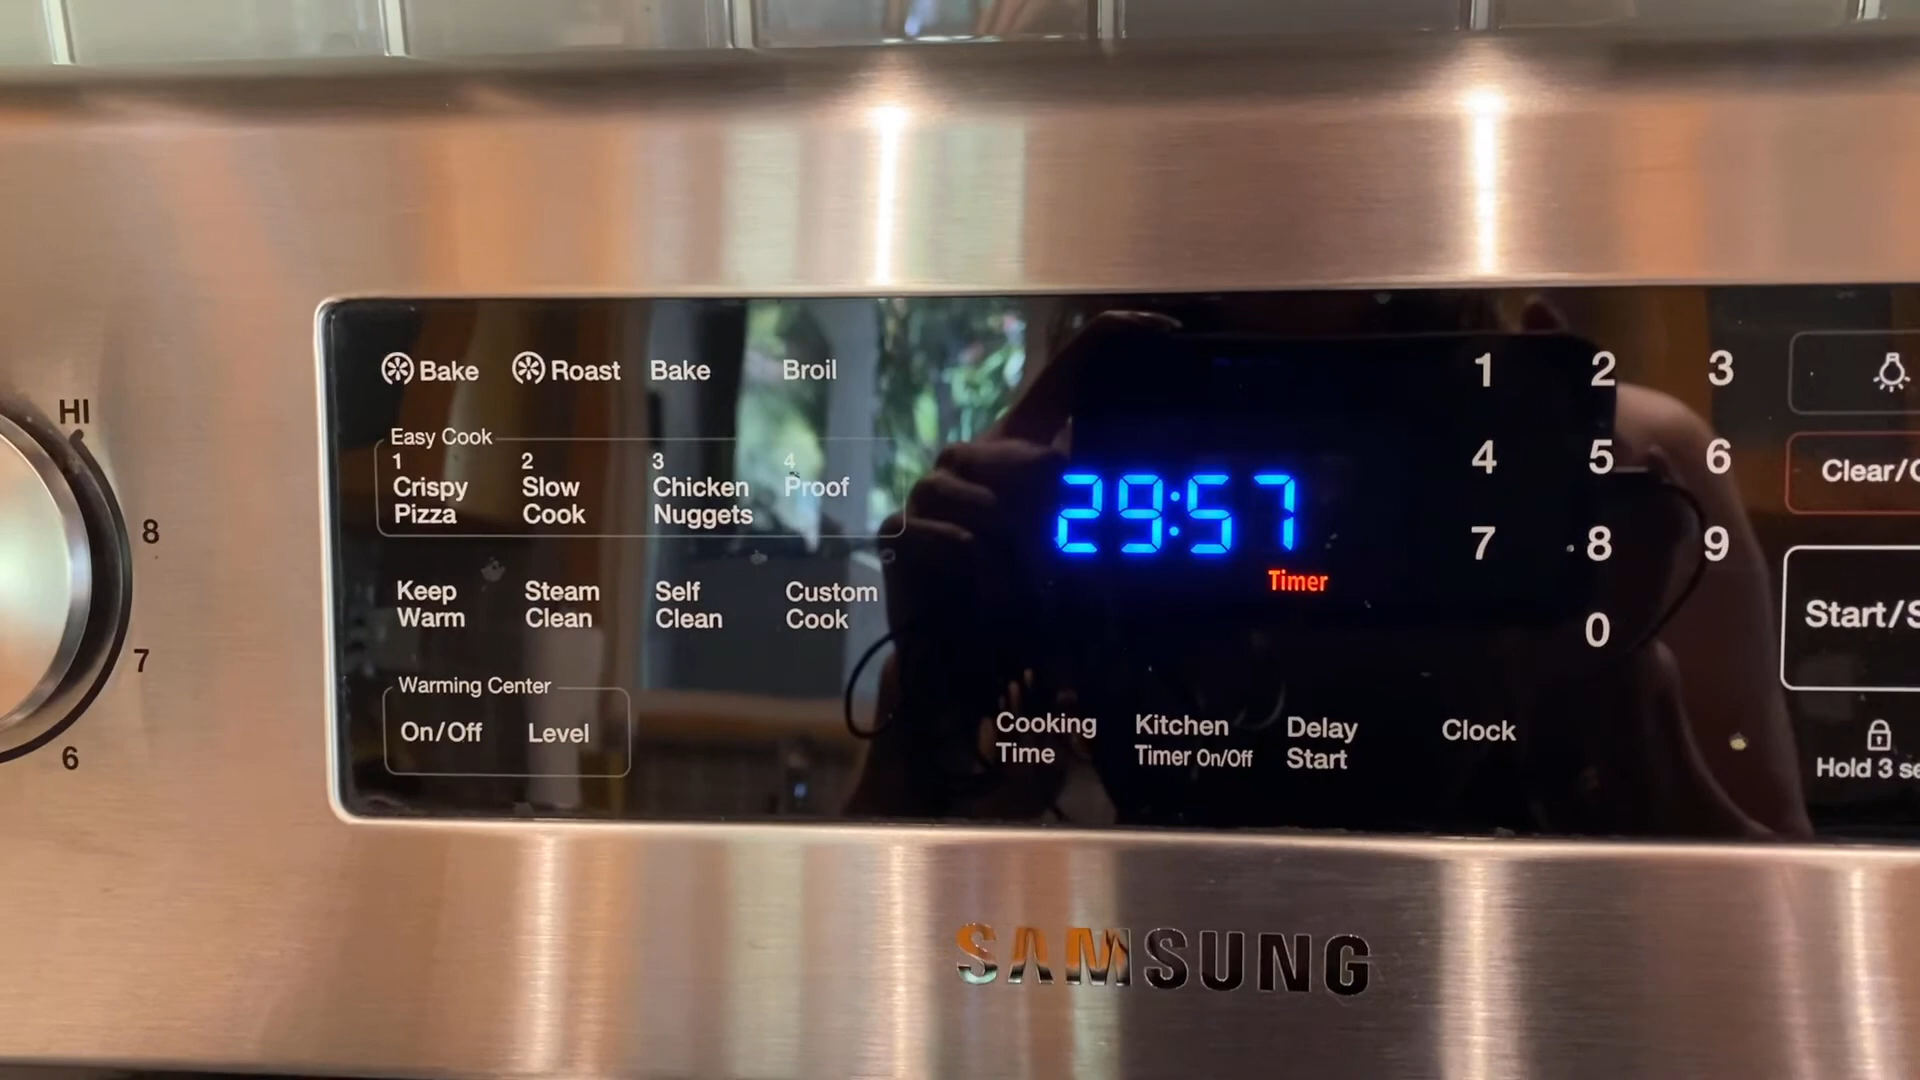 HI
8
7
6
Bake Roast Bake Broil
Easy Cook
1 2 3 4
Crispy Slow Chicken Proof
Pizza Cook Nuggets
Keep Steam Self Custom
Warm Clean Clean Cook
Warming Center
On/Off Level
29:57
Timer
Cooking Kitchen Delay Clock
Time Timer On/Off Start
1 2 3
4 5 6
7 8 9
0
Clear/
Start/S
Hold 3 se
SAMSUNG